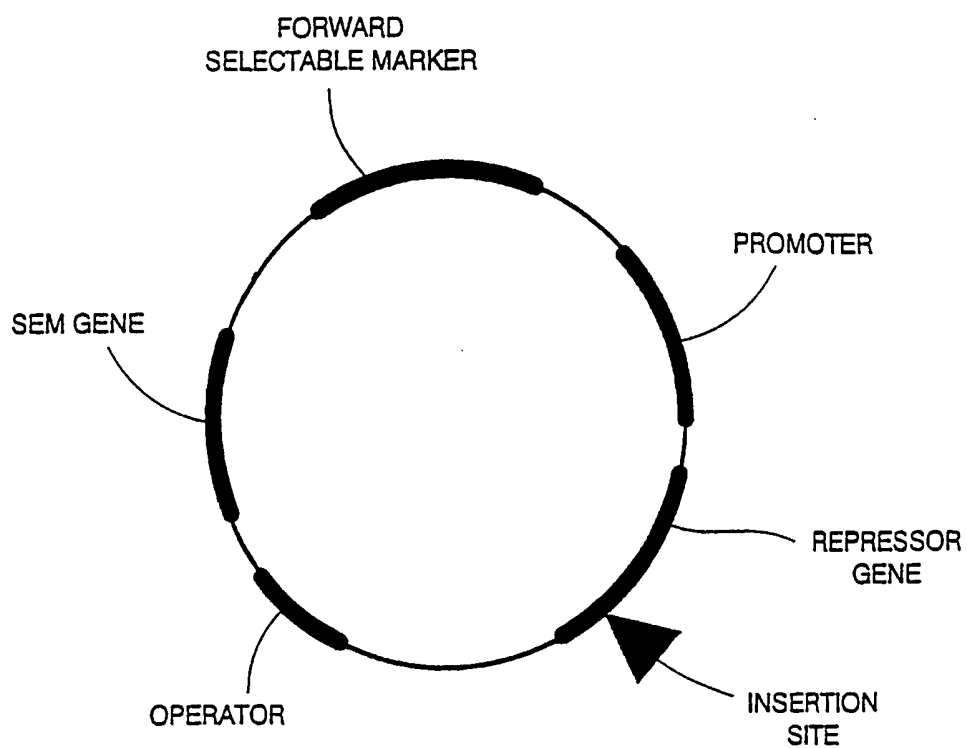 FORWARD
SELECTABLE MARKER
PROMOTER
SEM GENE
REPRESSOR
GENE
OPERATOR
INSERTION
SITE